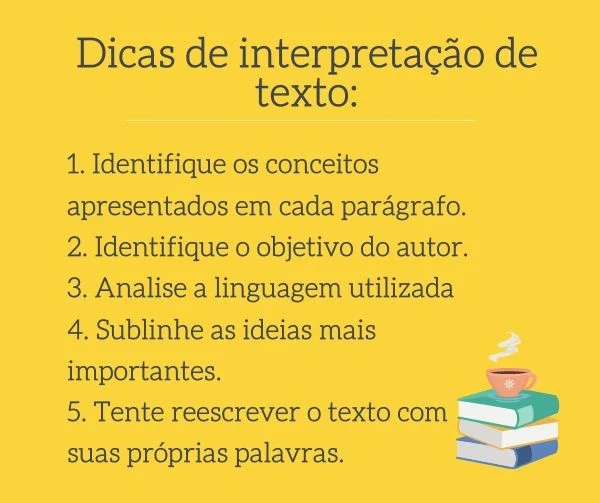 Dicas de interpretação de
texto:
1. Identifique os conceitos
apresentados em cada parágrafo.
2. Identifique o objetivo do autor.
3. Analise a linguagem utilizada
4. Sublinhe as ideias mais
importantes.
5. Tente reescrever o texto com
suas próprias palavras.